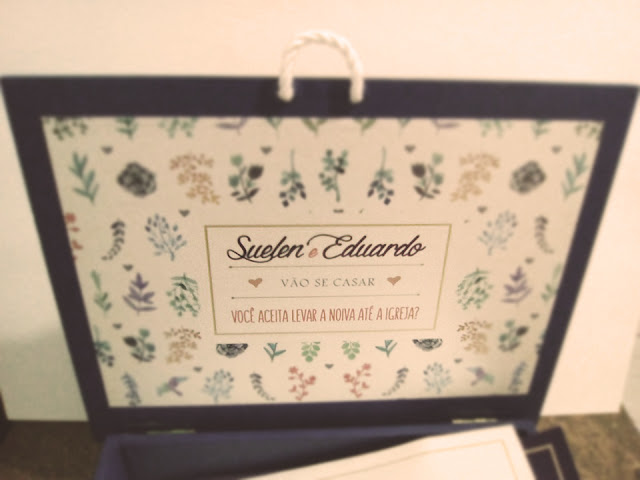 Suelen e Eduardo
VÃO SE CASAR
VOCÊ ACEITA LEVAR A NOIVA ATÉ A IGREJA?